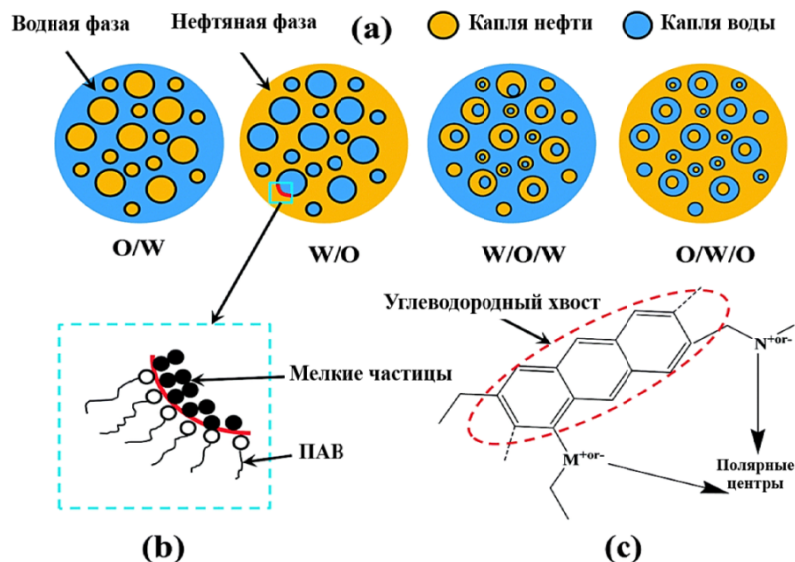 Водная фаза
Нефтяная фаза
(a)
Капля нефти
Капля воды
O/W
W/O
W/O/W
O/W/O
Углеводородный хвост
Мелкие частицы
ПАВ
N+or-
M+or-
Полярные
центры
(b)
(c)